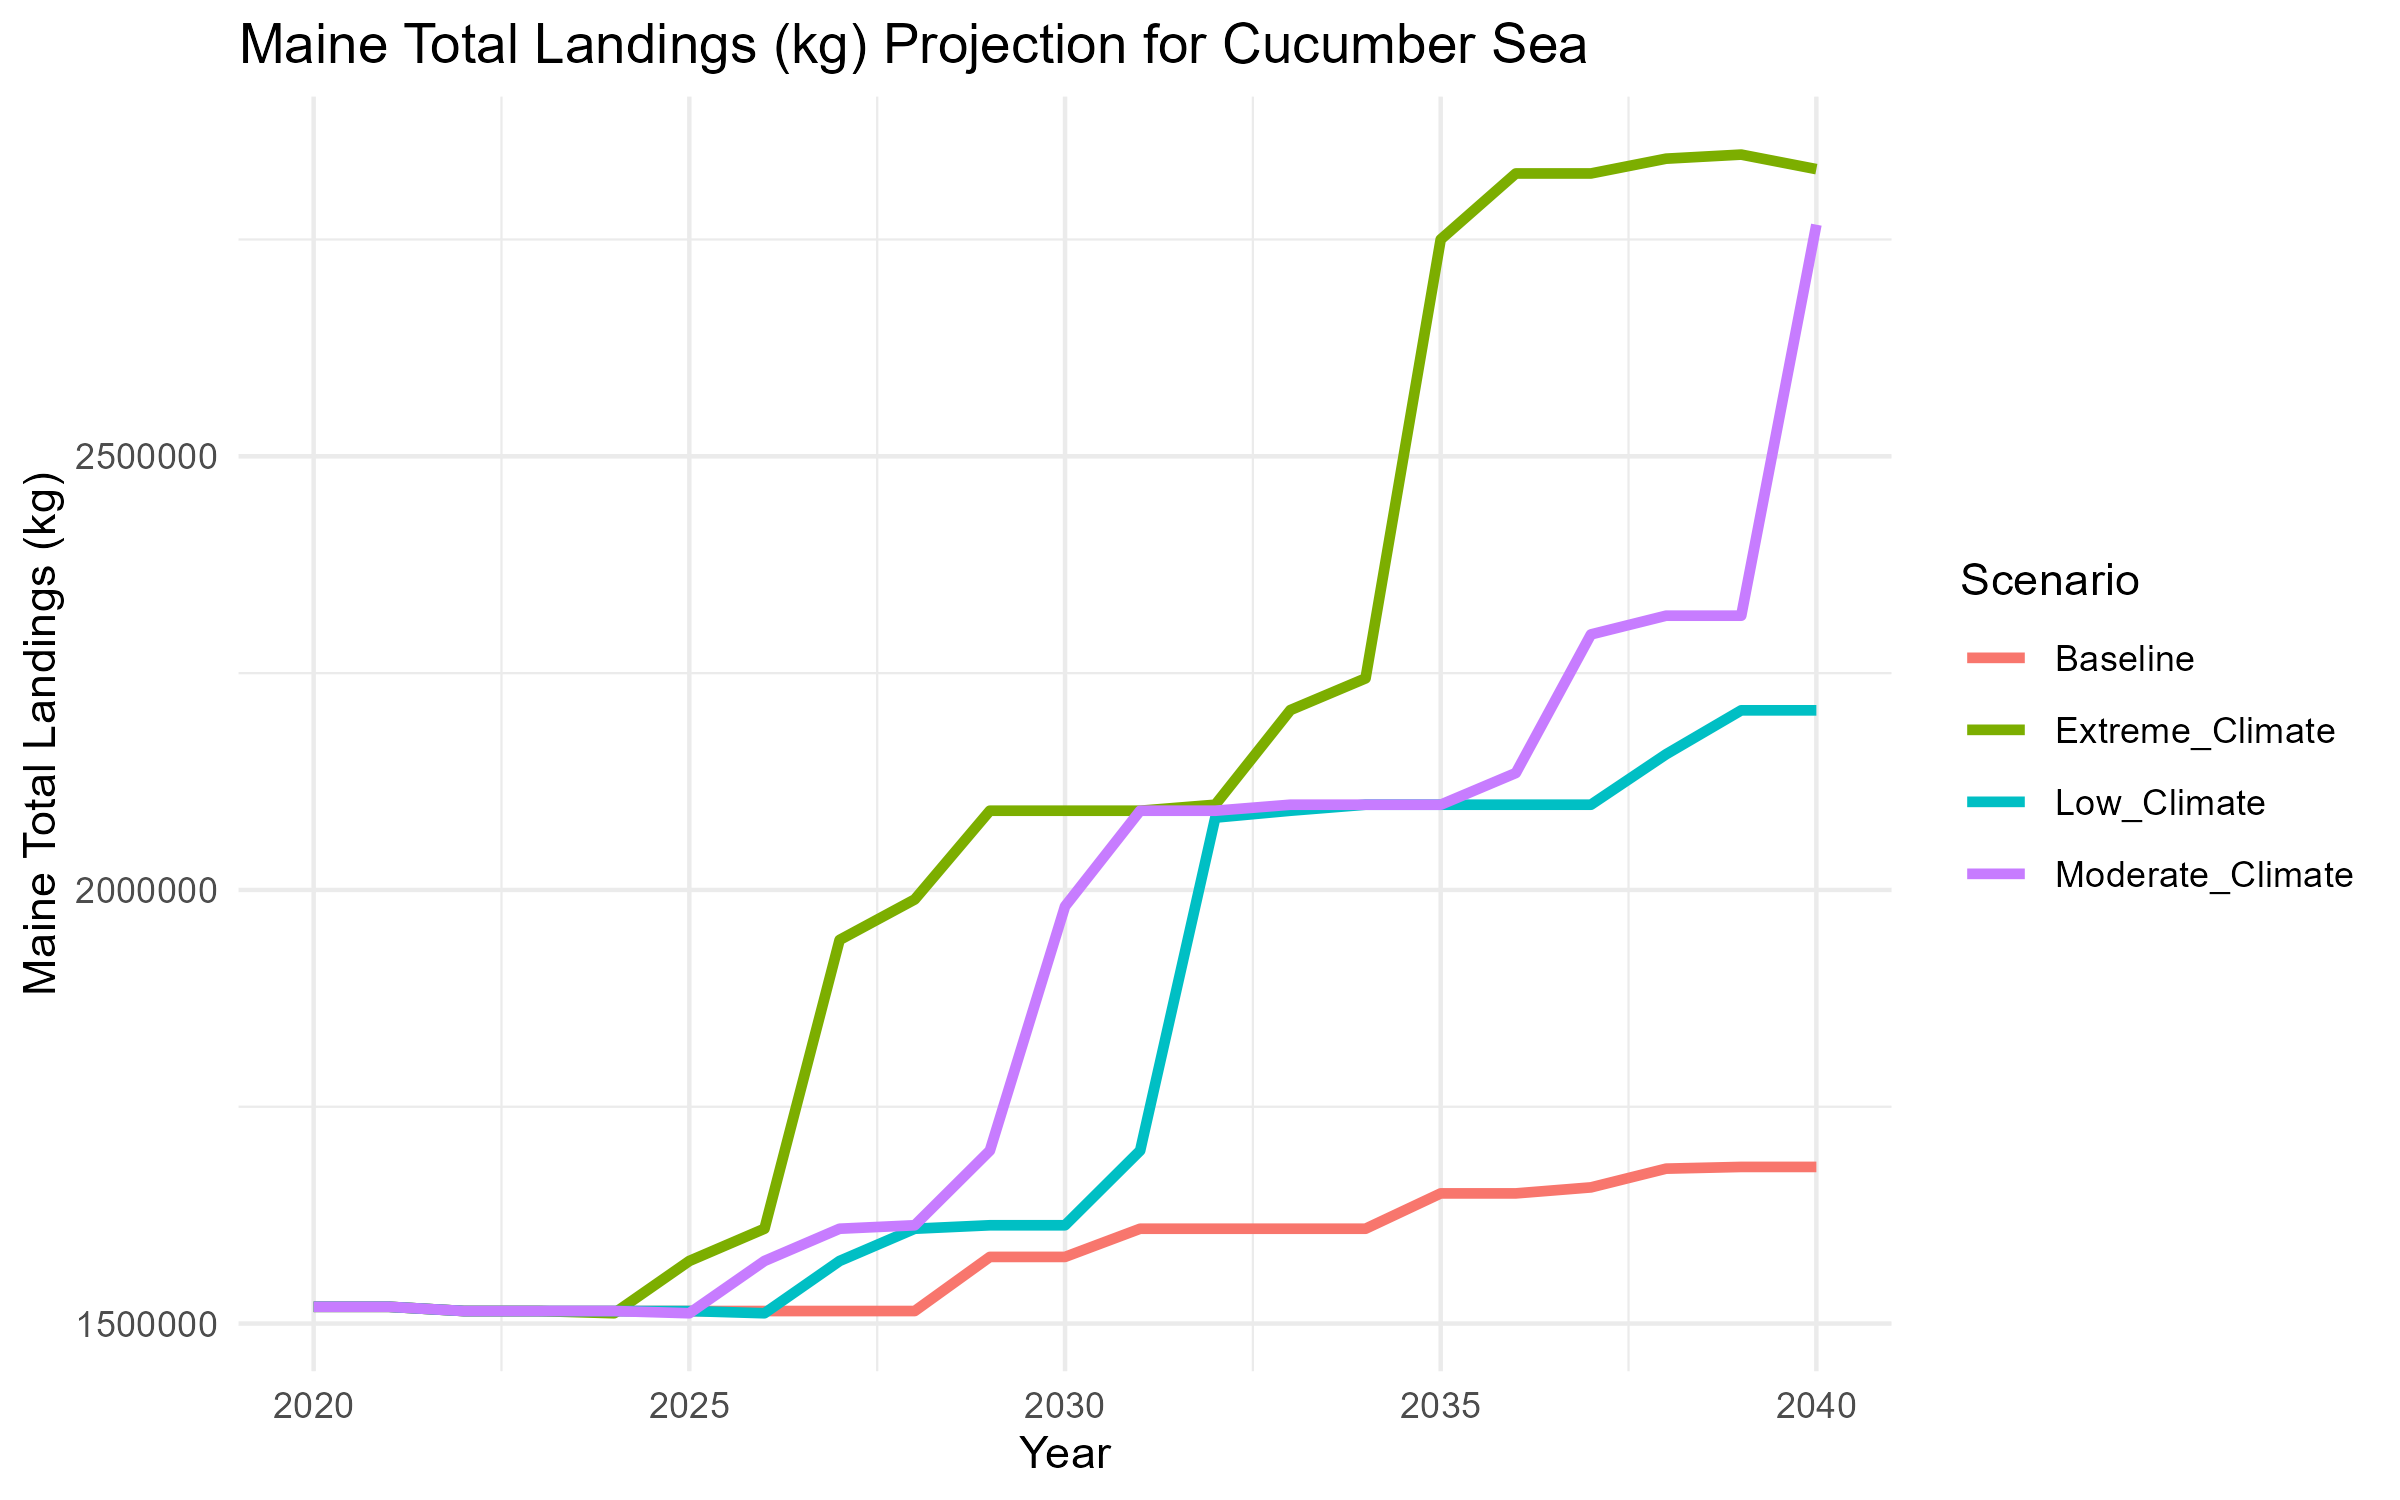 Maine Total Landings (kg) Projection for Cucumber Sea
Maine Total Landings (kg)
2500000
2000000
1500000
2020
2025
2030
2035
2040
Year
Scenario
Baseline
Extreme_Climate
Low_Climate
Moderate_Climate